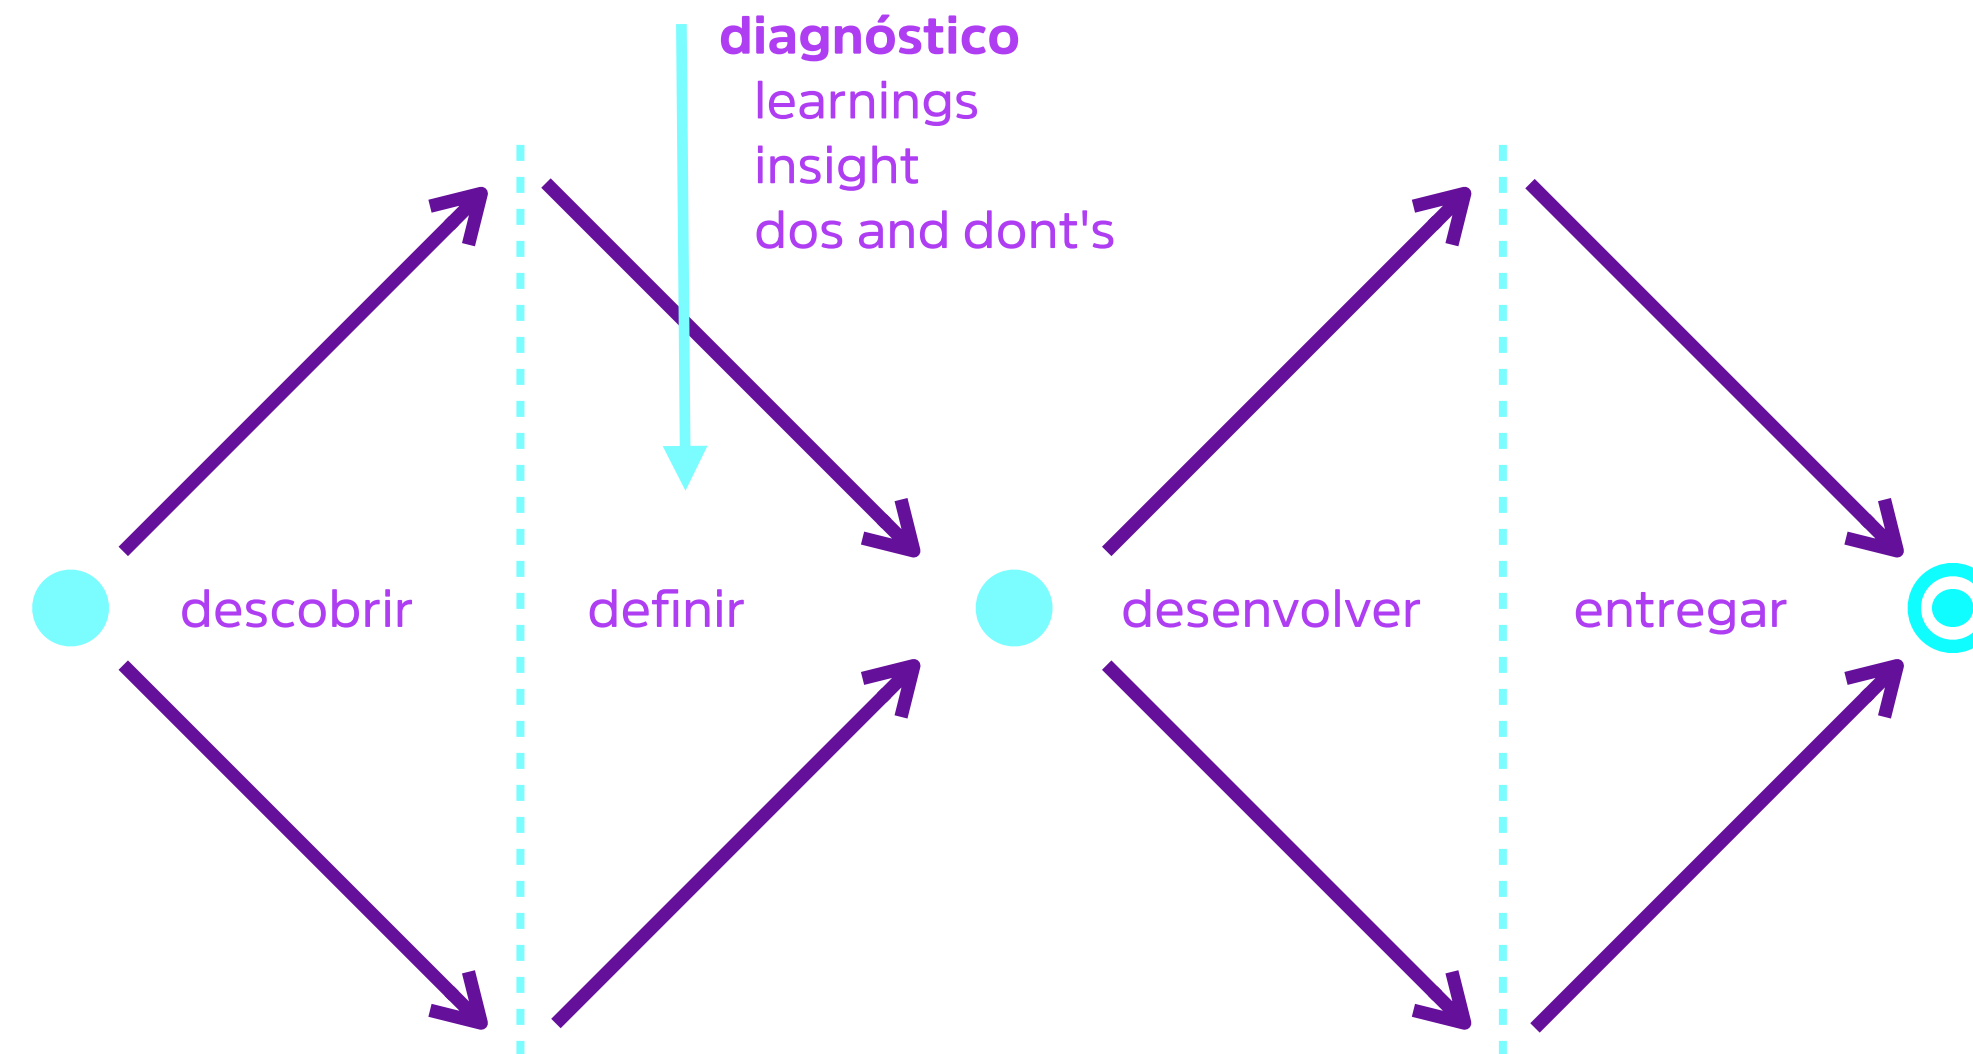 diagnóstico
learnings
insight
dos and dont's
descobrir
definir
desenvolver
entregar